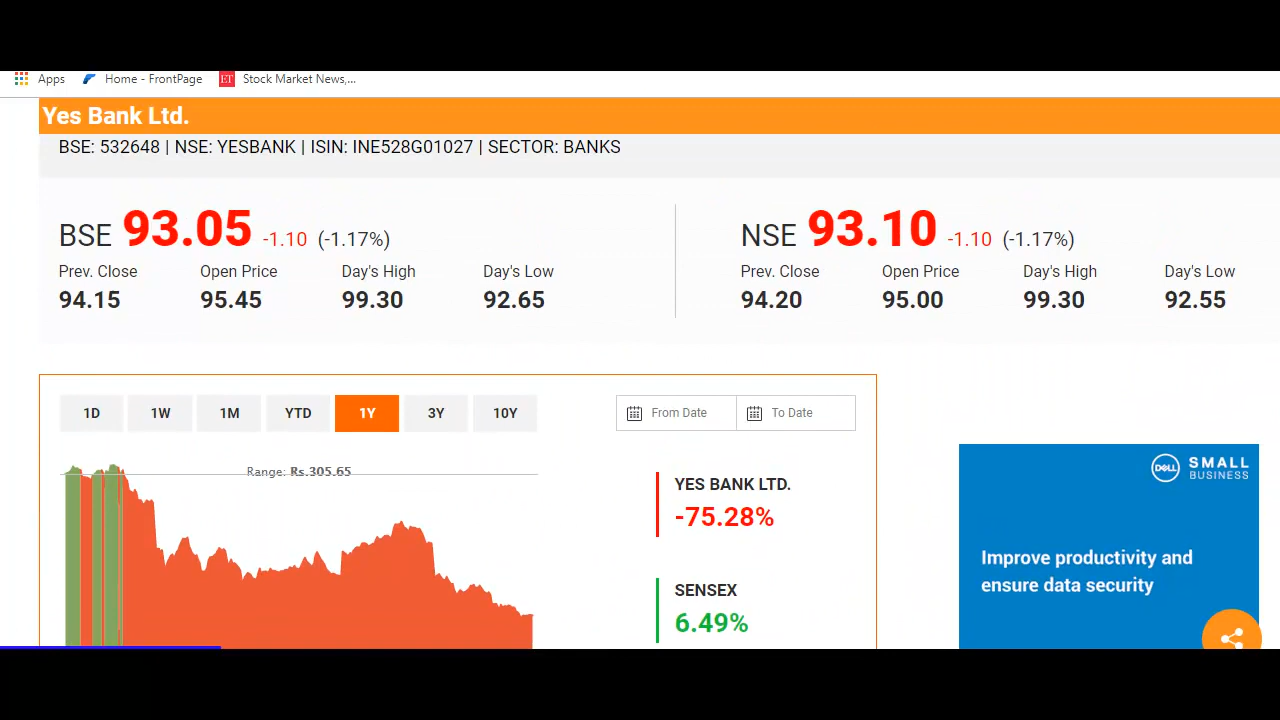 Apps Home - FrontPage ET Stock Market News,...
Yes Bank Ltd.
BSE: 532648 | NSE: YESBANK | ISIN: INE528G01027 | SECTOR: BANKS
BSE 93.05 -1.10 (-1.17%)
Prev. Close Open Price Day's High Day's Low
94.15 95.45 99.30 92.65
NSE 93.10 -1.10 (-1.17%)
Prev. Close Open Price Day's High Day's Low
94.20 95.00 99.30 92.55
1D 1W 1M YTD 1Y 3Y 10Y
From Date To Date
Range: Rs.305.65
YES BANK LTD.
-75.28%
SENSEX
6.49%
DELL SMALL
BUSINESS
Improve productivity and
ensure data security